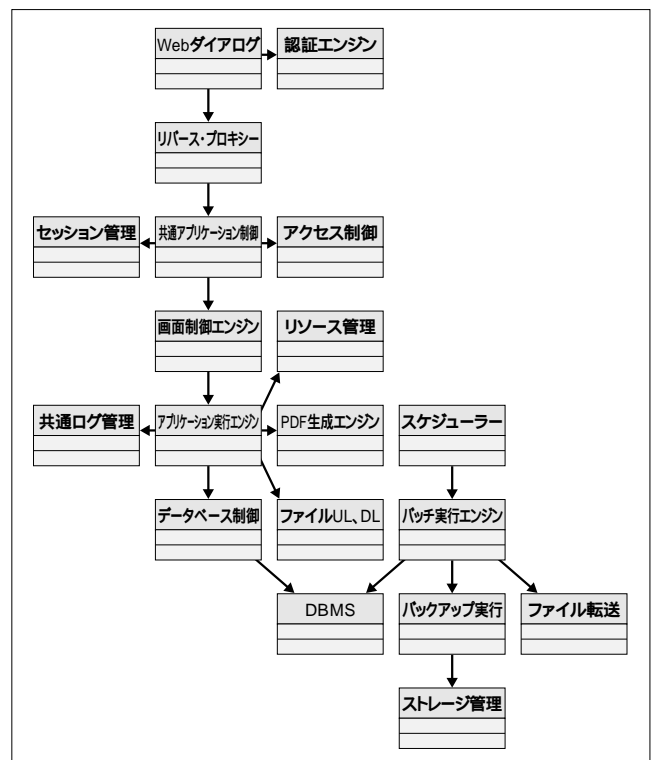 Webダイアログ
認証エンジン
リバース・プロキシー
セッション管理
共通アプリケーション制御
アクセス制御
画面制御エンジン
リソース管理
共通ログ管理
アプリケーション実行エンジン
PDF生成エンジン
スケジューラー
データベース制御
ファイルUL、DL
バッチ実行エンジン
DBMS
バックアップ実行
ファイル転送
ストレージ管理